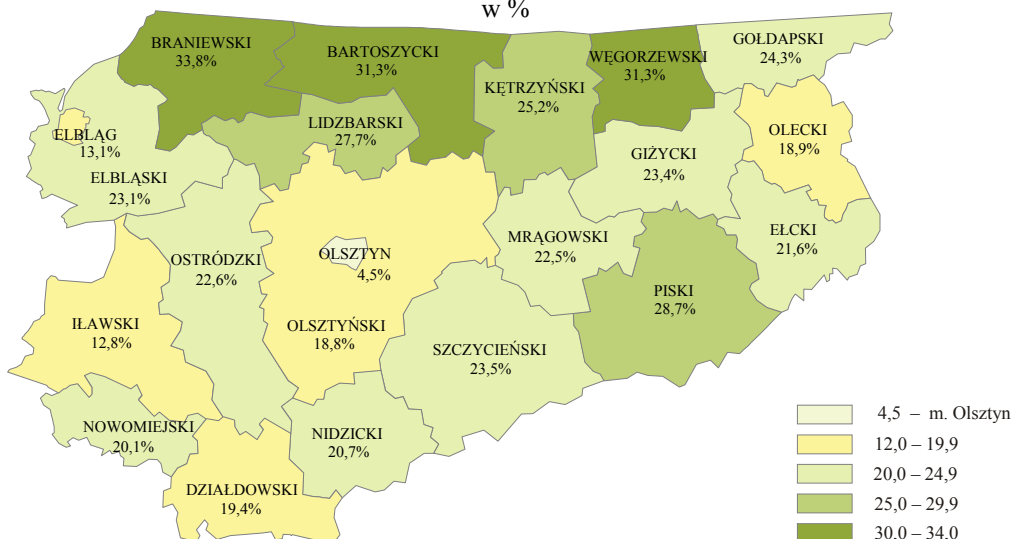 w %
BRANIEWSKI
33,8%
BARTOSZYCKI
31,3%
KĘTRZYŃSKI
25,2%
WĘGORZEWSKI
31,3%
GOŁDAPSKI
24,3%
ELBLĄG
13,1%
LIDZBARSKI
27,7%
OLECKI
18,9%
GIŻYCKI
23,4%
ELBLĄSKI
23,1%
OSTRÓDZKI
22,6%
OLSZTYN
4,5%
MRĄGOWSKI
22,5%
EŁCKI
21,6%
IŁAWSKI
12,8%
OLSZTYŃSKI
18,8%
PISKI
28,7%
SZCZYCIEŃSKI
23,5%
NOWOMIEJSKI
20,1%
NIDZICKI
20,7%
DZIAŁDOWSKI
19,4%
4,5 – m. Olsztyn
12,0 – 19,9
20,0 – 24,9
25,0 – 29,9
30,0 – 34,0